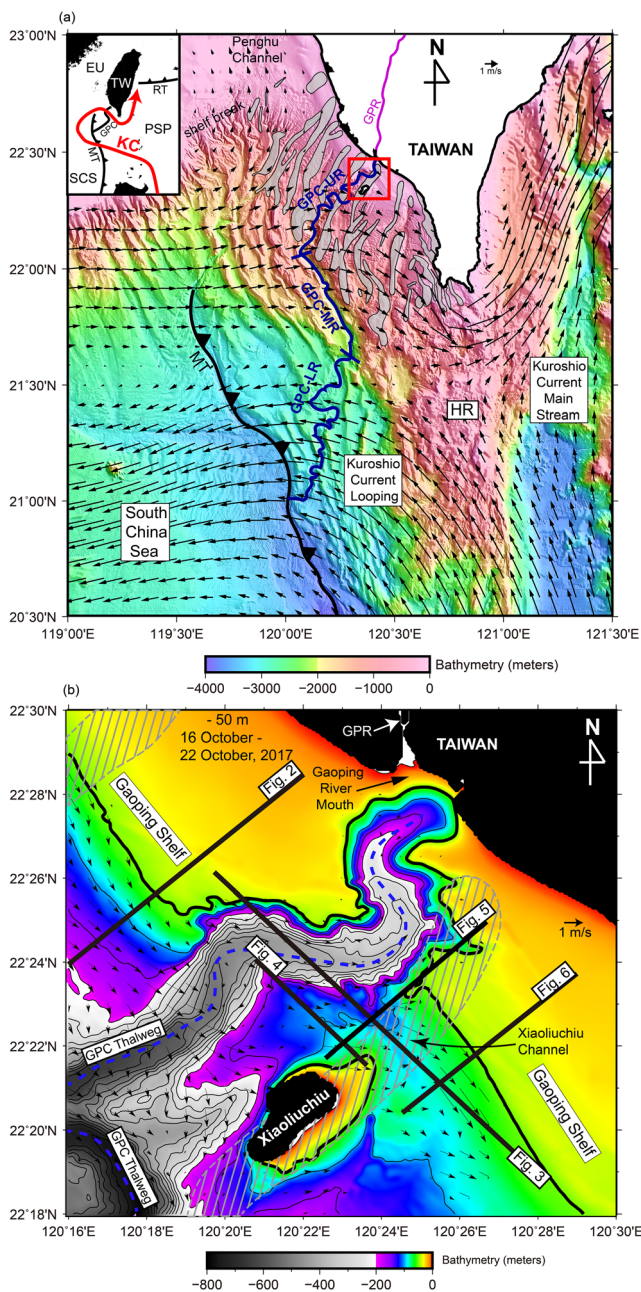 (a)
23°00'N
22°30'N
22°00'N
21°30'N
21°00'N
20°30'N
119°00'E
119°30'E
120°00'E
120°30'E
121°00'E
121°30'E
EU
TW
RT
GPC
PSP
KC
MT
SCS
Penghu
Channel
shelf break
GPR
N
1 m/s
TAIWAN
GPC-UR
GPC-MR
GPC-LR
MT
HR
Kuroshio
Current
Main
Stream
Kuroshio
Current
Looping
South
China
Sea
Bathymetry (meters)
−4000
−3000
−2000
−1000
0
(b)
22°30'N
22°28'N
22°26'N
22°24'N
22°22'N
22°20'N
22°18'N
120°16'E
120°18'E
120°20'E
120°22'E
120°24'E
120°26'E
120°28'E
120°30'E
- 50 m
16 October -
22 October, 2017
GPR
TAIWAN
N
Gaoping
River
Mouth
Gaoping Shelf
Fig. 2
Fig. 5
1 m/s
Fig. 4
Fig. 6
GPC Thalweg
Xiaoliuchiu
Channel
Xiaoliuchiu
Gaoping Shelf
Fig. 3
GPC Thalweg
Bathymetry (meters)
−800
−600
−400
−200
0